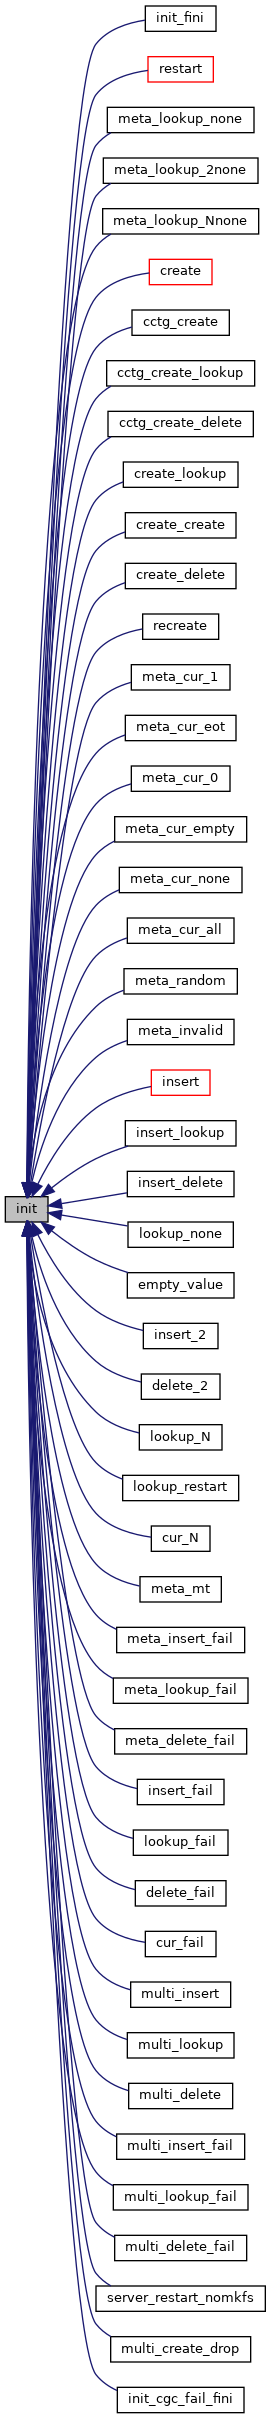 init_fini
restart
meta_lookup_none
meta_lookup_2none
meta_lookup_Nnone
create
cctg_create
cctg_create_lookup
cctg_create_delete
create_lookup
create_create
create_delete
recreate
meta_cur_1
meta_cur_eot
meta_cur_0
meta_cur_empty
meta_cur_none
meta_cur_all
meta_random
meta_invalid
insert
insert_lookup
insert_delete
init
lookup_none
empty_value
insert_2
delete_2
lookup_N
lookup_restart
cur_N
meta_mt
meta_insert_fail
meta_lookup_fail
meta_delete_fail
insert_fail
lookup_fail
delete_fail
cur_fail
multi_insert
multi_lookup
multi_delete
multi_insert_fail
multi_lookup_fail
multi_delete_fail
server_restart_nomkfs
multi_create_drop
init_cgc_fail_fini